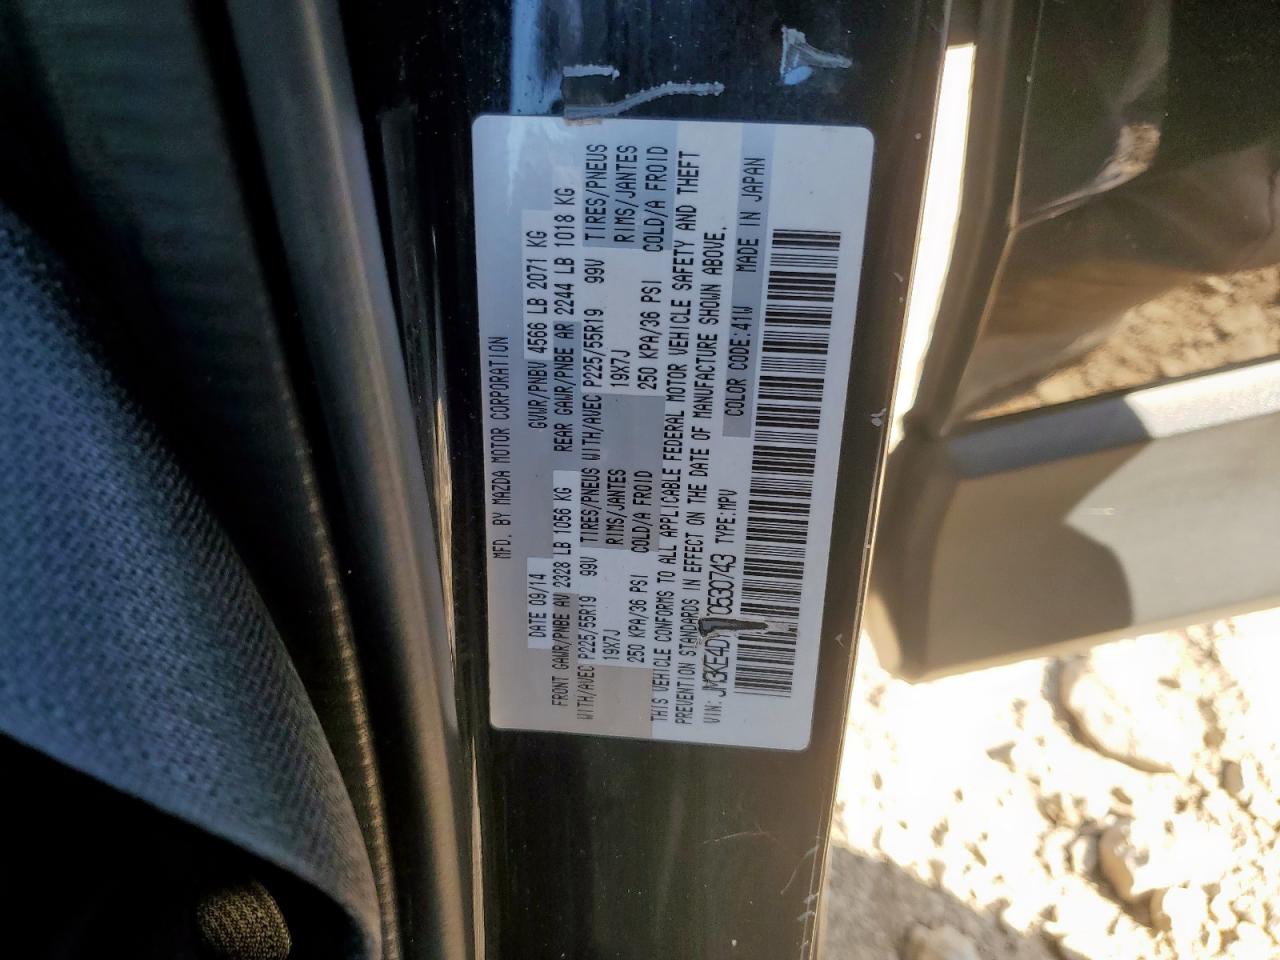 MFD. BY MAZDA MOTOR CORPORATION
DATE 09/14 GVWR/PNBV 4566 LB 2071 KG
FRONT GAWR/PNBE AV 2328 LB 1056 KG REAR GAWR/PNBE AR 2244 LB 1018 KG
WITH/AVEC P225/55R19 99V TIRES/PNEUS WITH/AVEC P225/55R19 99V TIRES/PNEUS
19X7J RIMS/JANTES 19X7J RIMS/JANTES
250 KPA/36 PSI COLD/A FROID 250 KPA/36 PSI COLD/A FROID
THIS VEHICLE CONFORMS TO ALL APPLICABLE FEDERAL MOTOR VEHICLE SAFETY AND THEFT
PREVENTION STANDARDS IN EFFECT ON THE DATE OF MANUFACTURE SHOWN ABOVE.
VIN: TYPE:MPV COLOR CODE:41W MADE IN JAPAN